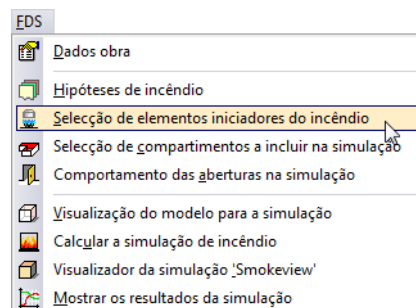 FDS
Dados obra
Hipóteses de incêndio
Selecção de elementos iniciadores do incêndio
Selecção de compartimentos a incluir na simulação
Comportamento das aberturas na simulação
Visualização do modelo para a simulação
Calcular a simulação de incêndio
Visualizador da simulação 'Smokeview'
Mostrar os resultados da simulação